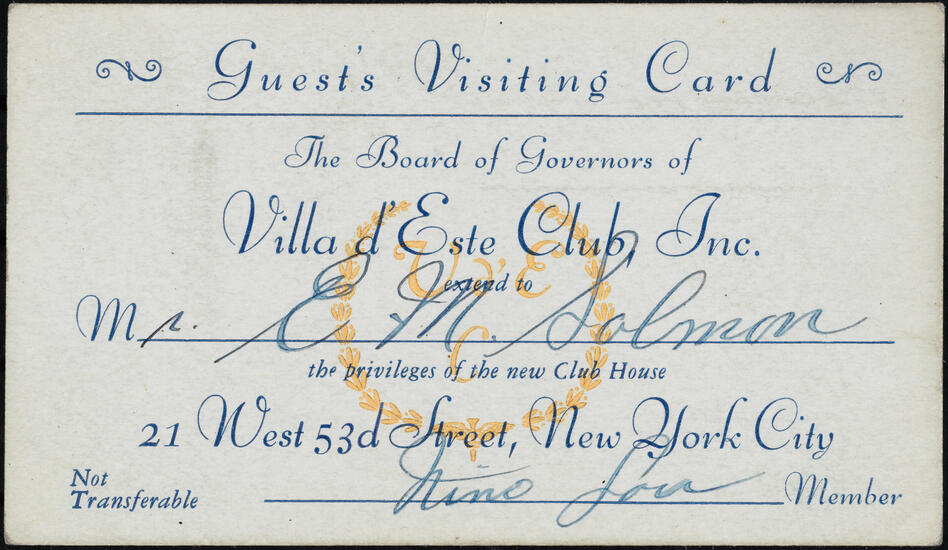 Guest's Visiting Card
The Board of Governors of
Villa d'Este Club, Inc.
V. d'E
extend to
Mr. E. M. Solmon
C
the privileges of the new Club House
21 West 53d Street, New York City
Not
Transferable
Nino Member